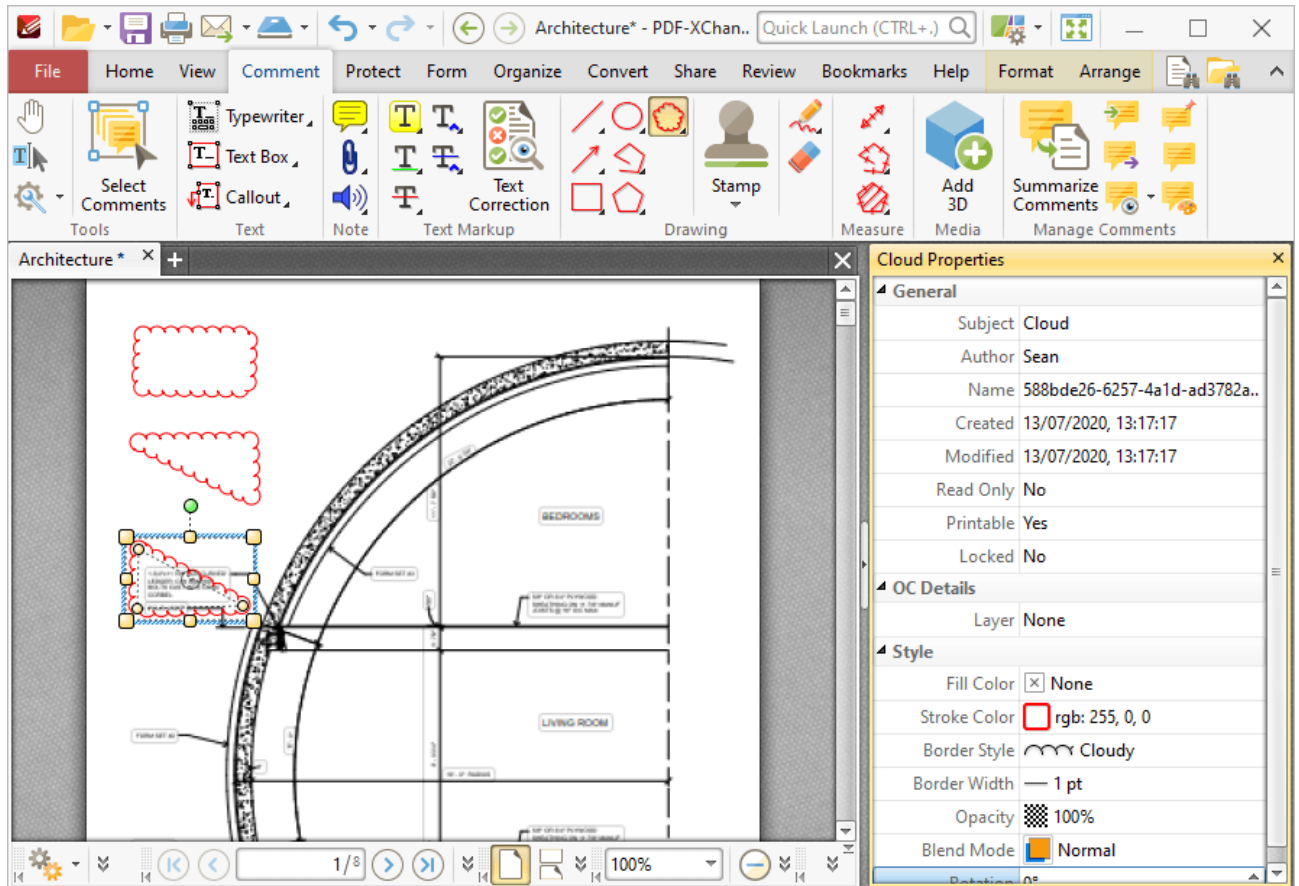 Architecture* - PDF-XChan.. Quick Launch (CTRL+.)
File Home View Comment Protect Form Organize Convert Share Review Bookmarks Help Format Arrange
Typewriter
Text Box
Callout
Select Comments
Text Correction
Stamp
Add 3D
Summarize Comments
Tools Text Note Text Markup Drawing Measure Media Manage Comments
Architecture *
Cloud Properties
General
Subject Cloud
Author Sean
Name 588bde26-6257-4a1d-ad3782a..
Created 13/07/2020, 13:17:17
Modified 13/07/2020, 13:17:17
Read Only No
Printable Yes
Locked No
OC Details
Layer None
Style
Fill Color None
Stroke Color rgb: 255, 0, 0
Border Style Cloudy
Border Width 1 pt
Opacity 100%
Blend Mode Normal
Rotation 0°
BEDROOMS
FORM SET #3
LIVING ROOM
1/8
100%